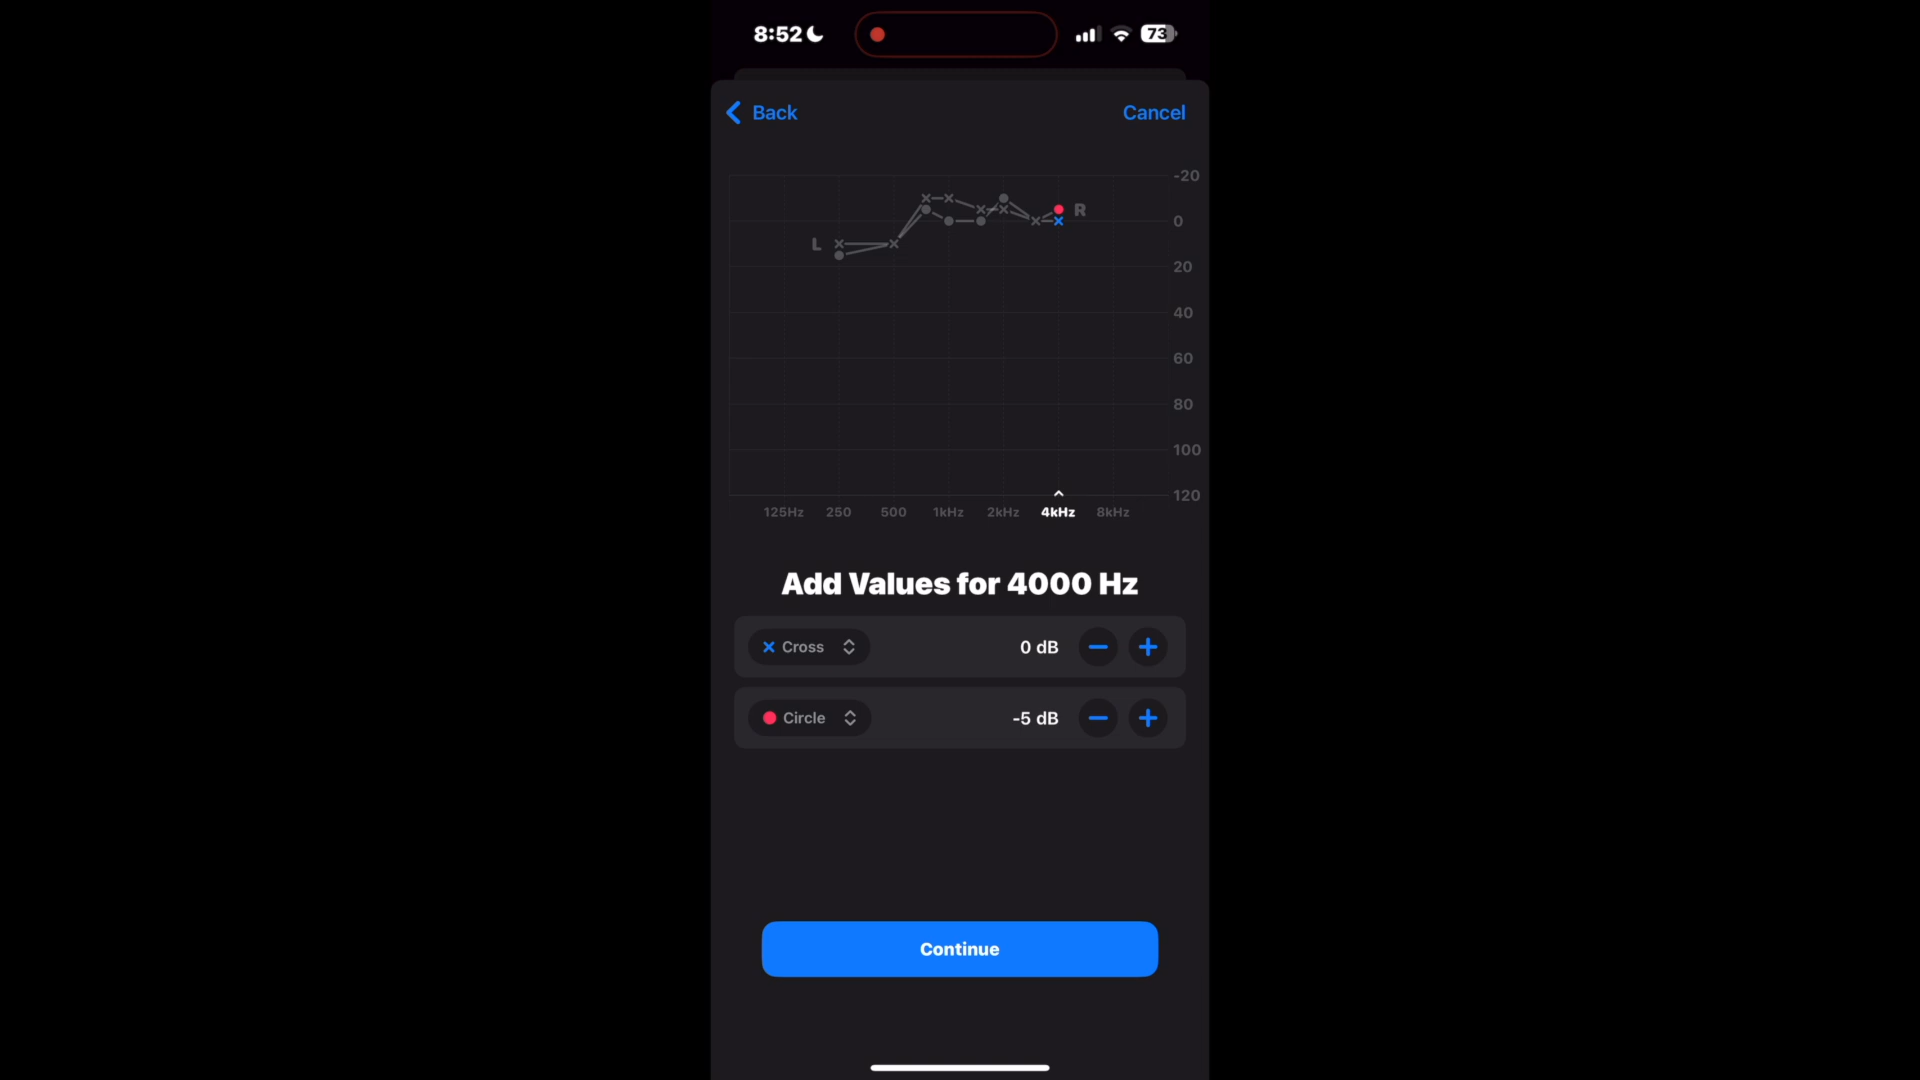 8:52
73
Back
Cancel
-20
R
0
L
20
40
60
80
100
120
125Hz 250 500 1kHz 2kHz 4kHz 8kHz
Add Values for 4000 Hz
Cross 0 dB
Circle -5 dB
Continue